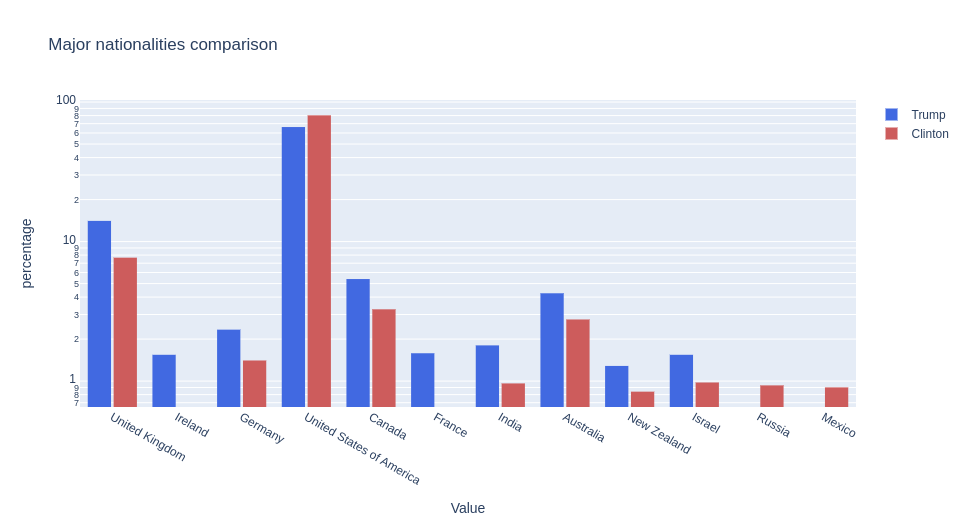 Major nationalities comparison
100
9
8
7
6
5
4
3
2
10
9
8
7
6
5
4
3
2
1
9
8
7
percentage
United Kingdom
Ireland
Germany
United States of America
Canada
France
India
Australia
New Zealand
Israel
Russia
Mexico
Value
Trump
Clinton